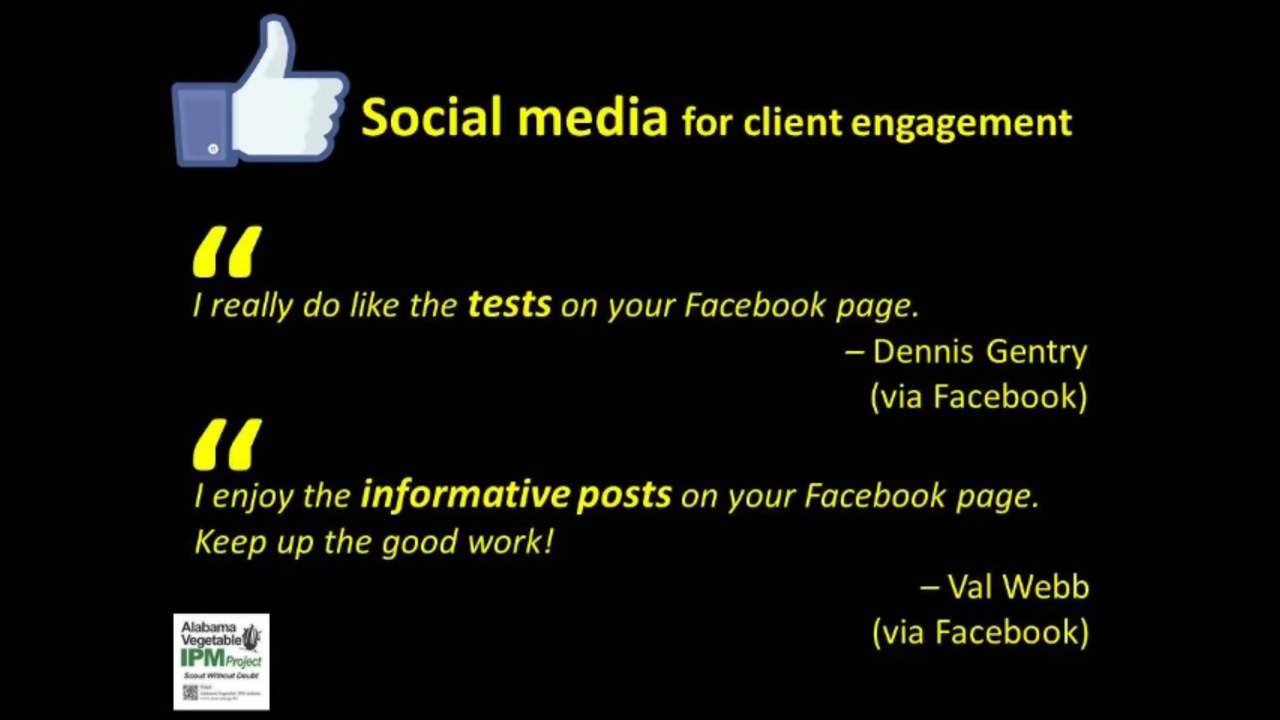 Social media for client engagement
“
I really do like the tests on your Facebook page.
– Dennis Gentry
(via Facebook)
“
I enjoy the informative posts on your Facebook page.
Keep up the good work!
– Val Webb
(via Facebook)
Alabama
Vegetable
IPM Project
Scout Without Doubt